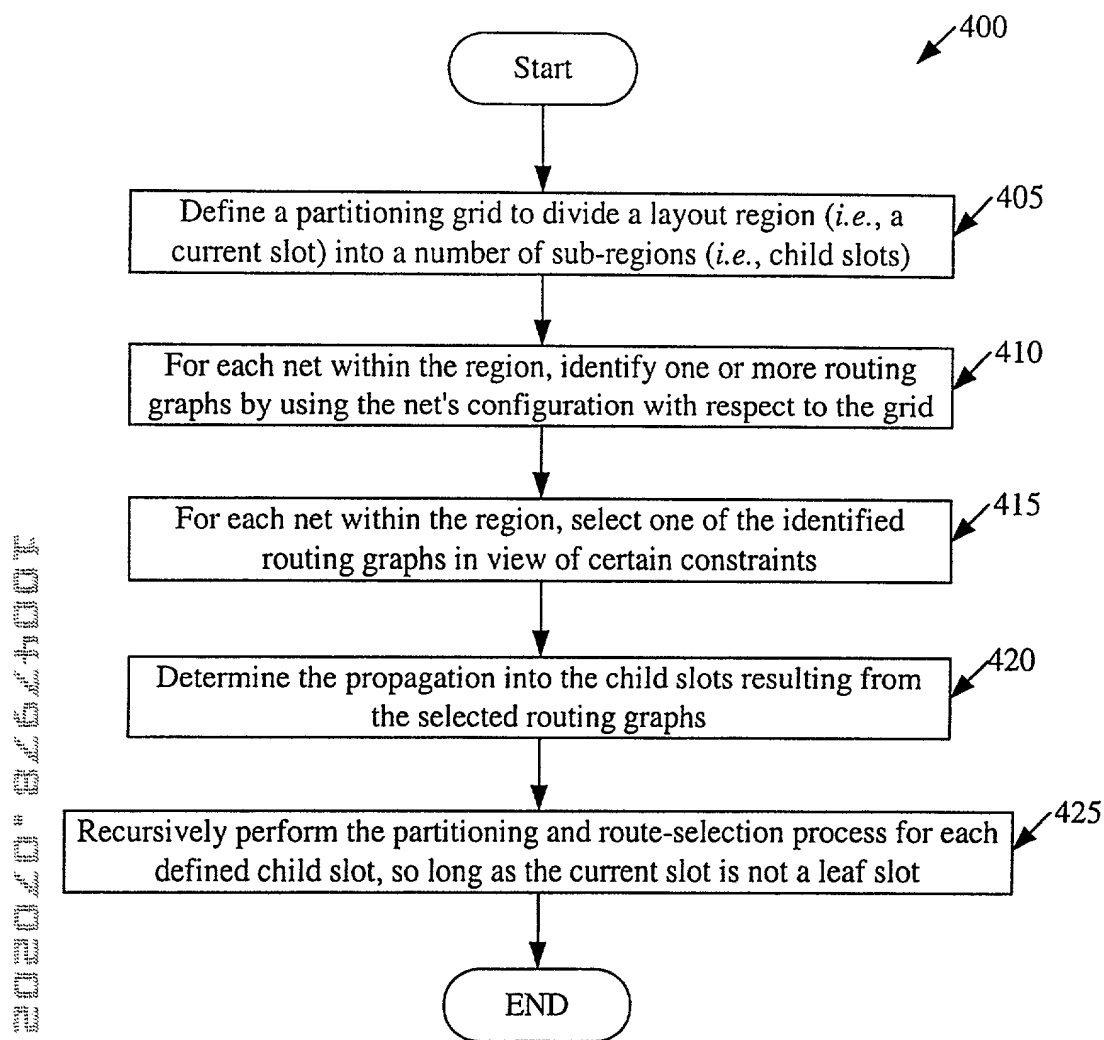 400
Start
405
Define a partitioning grid to divide a layout region (i.e., a
current slot) into a number of sub-regions (i.e., child slots)
410
For each net within the region, identify one or more routing
graphs by using the net's configuration with respect to the grid
415
For each net within the region, select one of the identified
routing graphs in view of certain constraints
420
Determine the propagation into the child slots resulting from
the selected routing graphs
425
Recursively perform the partitioning and route-selection process for each
defined child slot, so long as the current slot is not a leaf slot
END
10047978.070202